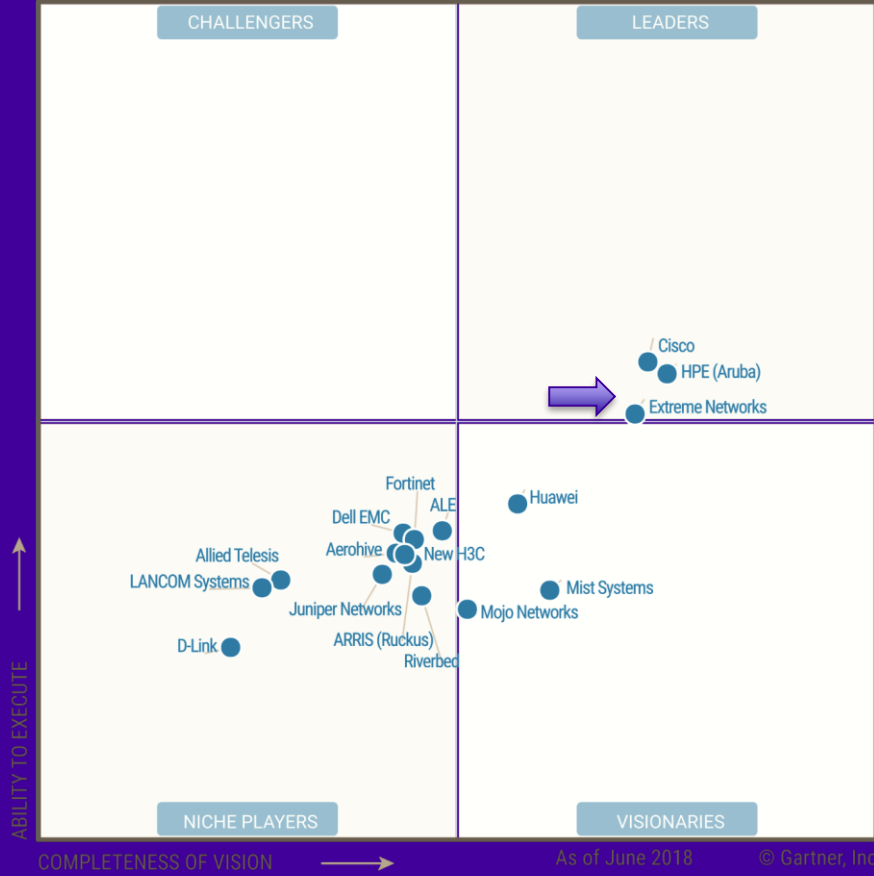 CHALLENGERS
LEADERS
Cisco
HPE (Aruba)
Extreme Networks
Fortinet
Huawei
ALE
Dell EMC
Aerohive
New H3C
Allied Telesis
LANCOM Systems
Mist Systems
Juniper Networks
Mojo Networks
ARRIS (Ruckus)
D-Link
Riverbed
ABILITY TO EXECUTE
NICHE PLAYERS
VISIONARIES
COMPLETENESS OF VISION
As of June 2018
© Gartner, Inc